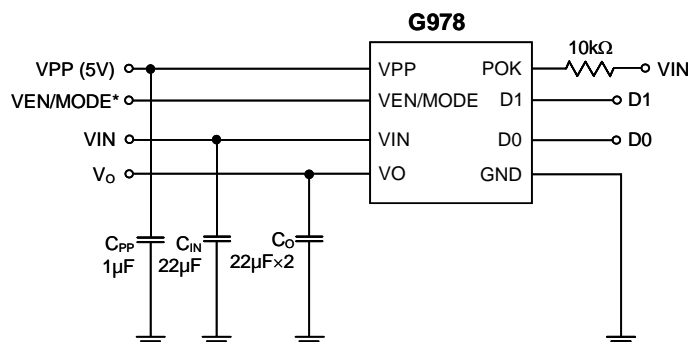 G978
VPP (5V)
VEN/MODE*
VIN
VO
VPP
VEN/MODE
VIN
VO
POK
D1
D0
GND
10kΩ
VIN
D1
D0
CPP
1μF
CIN
22μF
CO
22μF×2